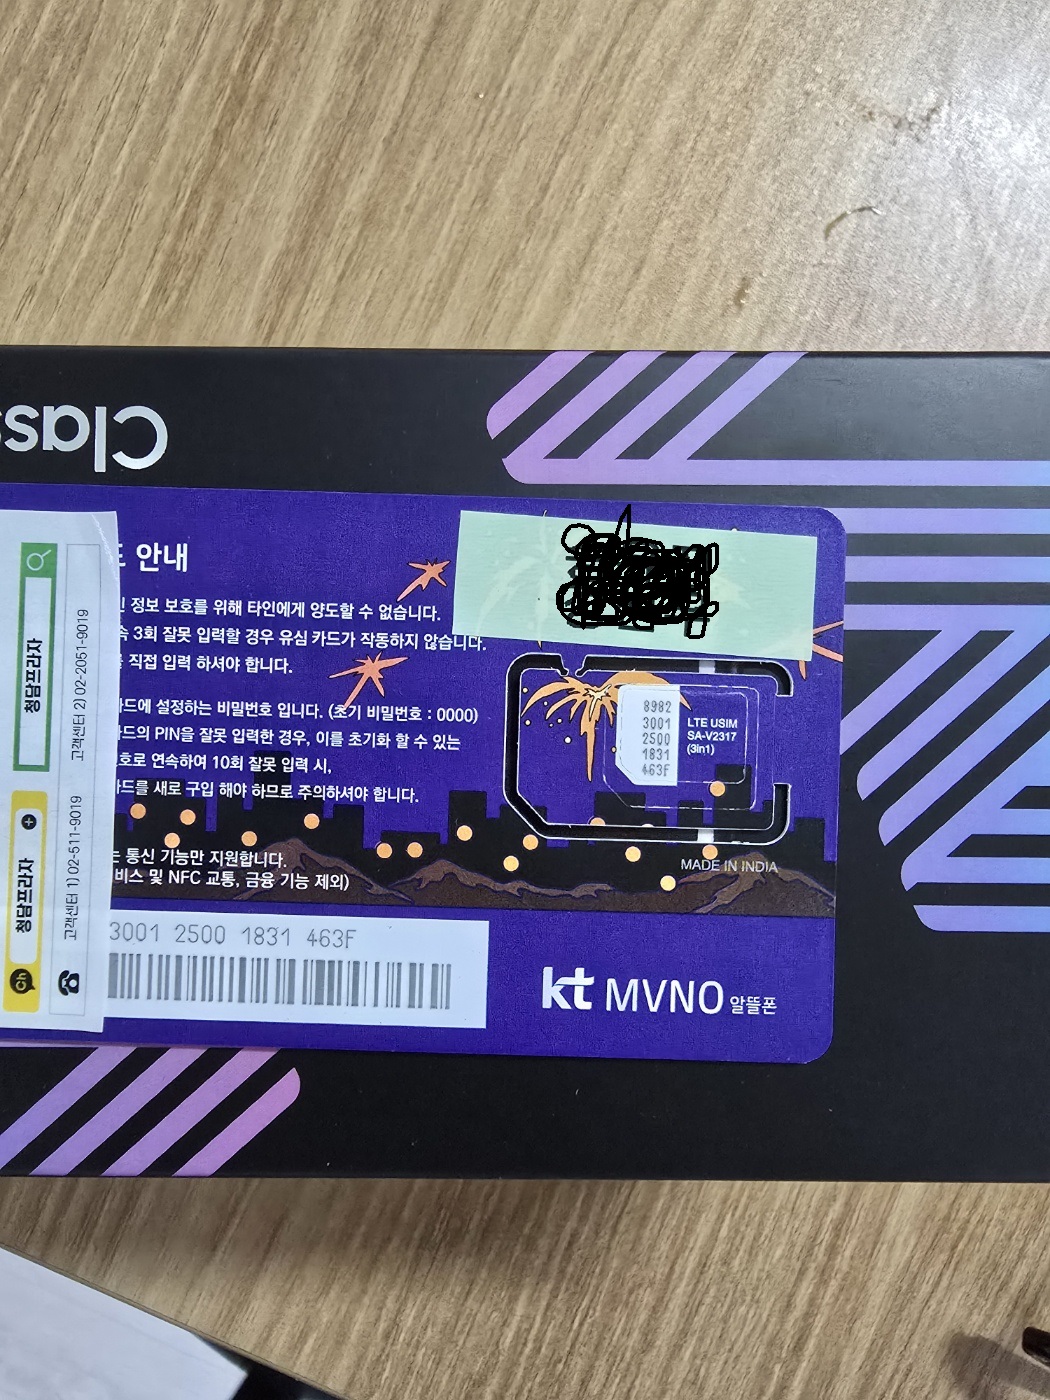 Class
안내
정보 보호를 위해 타인에게 양도할 수 없습니다.
3회 잘못 입력할 경우 유심 카드가 작동하지 않습니다.
직접 입력 하셔야 합니다.
카드에 설정하는 비밀번호 입니다. (초기 비밀번호 : 0000)
카드의 PIN을 잘못 입력한 경우, 이를 초기화 할 수 있는
연속하여 10회 잘못 입력 시,
카드를 새로 구입 해야 하므로 주의하셔야 합니다.
통신 기능만 지원합니다.
및 NFC 교통, 금융 기능 제외)
8982
3001
2500
1831
463F
LTE USIM
SA-V2317
(3in1)
MADE IN INDIA
3001 2500 1831 463F
kt MVNO 알뜰폰
청담프라자
Ch 청담프라자 +
고객센터 1) 02-511-9019 고객센터 2) 02-2051-9019